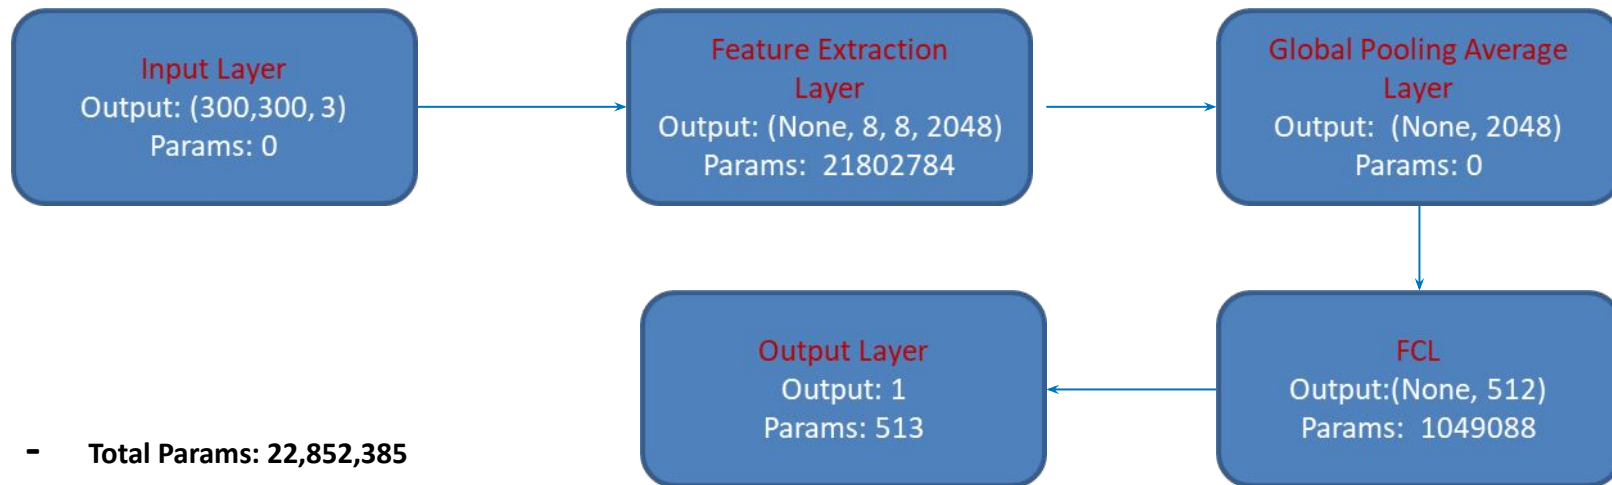 Input Layer
Output: (300,300, 3)
Params: 0
Feature Extraction
Layer
Output: (None, 8, 8, 2048)
Params: 21802784
Global Pooling Average
Layer
Output: (None, 2048)
Params: 0
FCL
Output:(None, 512)
Params: 1049088
Output Layer
Output: 1
Params: 513
- Total Params: 22,852,385